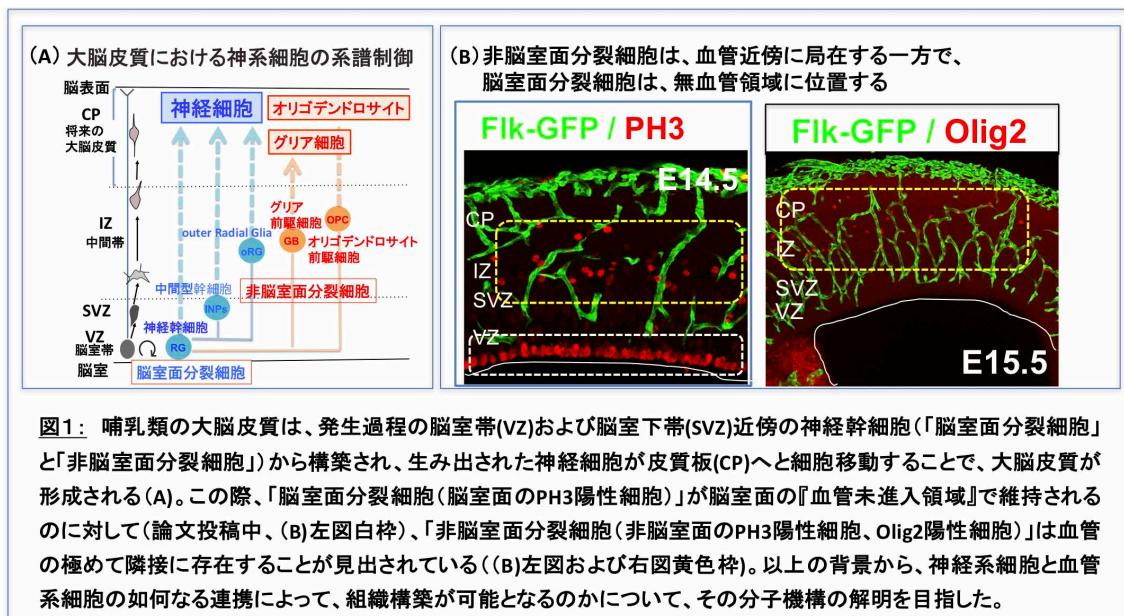 (A) 大脳皮質における神系細胞の系譜制御
脳表面
CP
将来の
大脳皮質
IZ
中間帯
SVZ
VZ
脳室帯
脳室
神経細胞
オリゴデンドロサイト
グリア細胞
グリア
前駆細胞
OPC
outer Radial Glia
GB
オリゴデンドロサイト
前駆細胞
oRG
中間型幹細胞
非脳室面分裂細胞
INPs
神経幹細胞
RG
脳室面分裂細胞
(B) 非脳室面分裂細胞は、血管近傍に局在する一方で、
脳室面分裂細胞は、無血管領域に位置する
Flk-GFP / PH3
E14.5
CP
IZ
SVZ
VZ
Flk-GFP / Olig2
CP
IZ
SVZ
VZ
E15.5
図1： 哺乳類の大脳皮質は、発生過程の脳室帯(VZ)および脳室下帯(SVZ)近傍の神経幹細胞(「脳室面分裂細胞」
と「非脳室面分裂細胞」)から構築され、生み出された神経細胞が皮質板(CP)へと細胞移動することで、大脳皮質が
形成される(A)。この際、「脳室面分裂細胞(脳室面のPH3陽性細胞)」が脳室面の『血管未進入領域』で維持される
のに対して(論文投稿中、(B)左図白枠)、「非脳室面分裂細胞(非脳室面のPH3陽性細胞、Olig2陽性細胞)」は血管
の極めて隣接に存在することが見出されている((B)左図および右図黄色枠)。以上の背景から、神経系細胞と血管
系細胞の如何なる連携によって、組織構築が可能となるのかについて、その分子機構の解明を目指した。